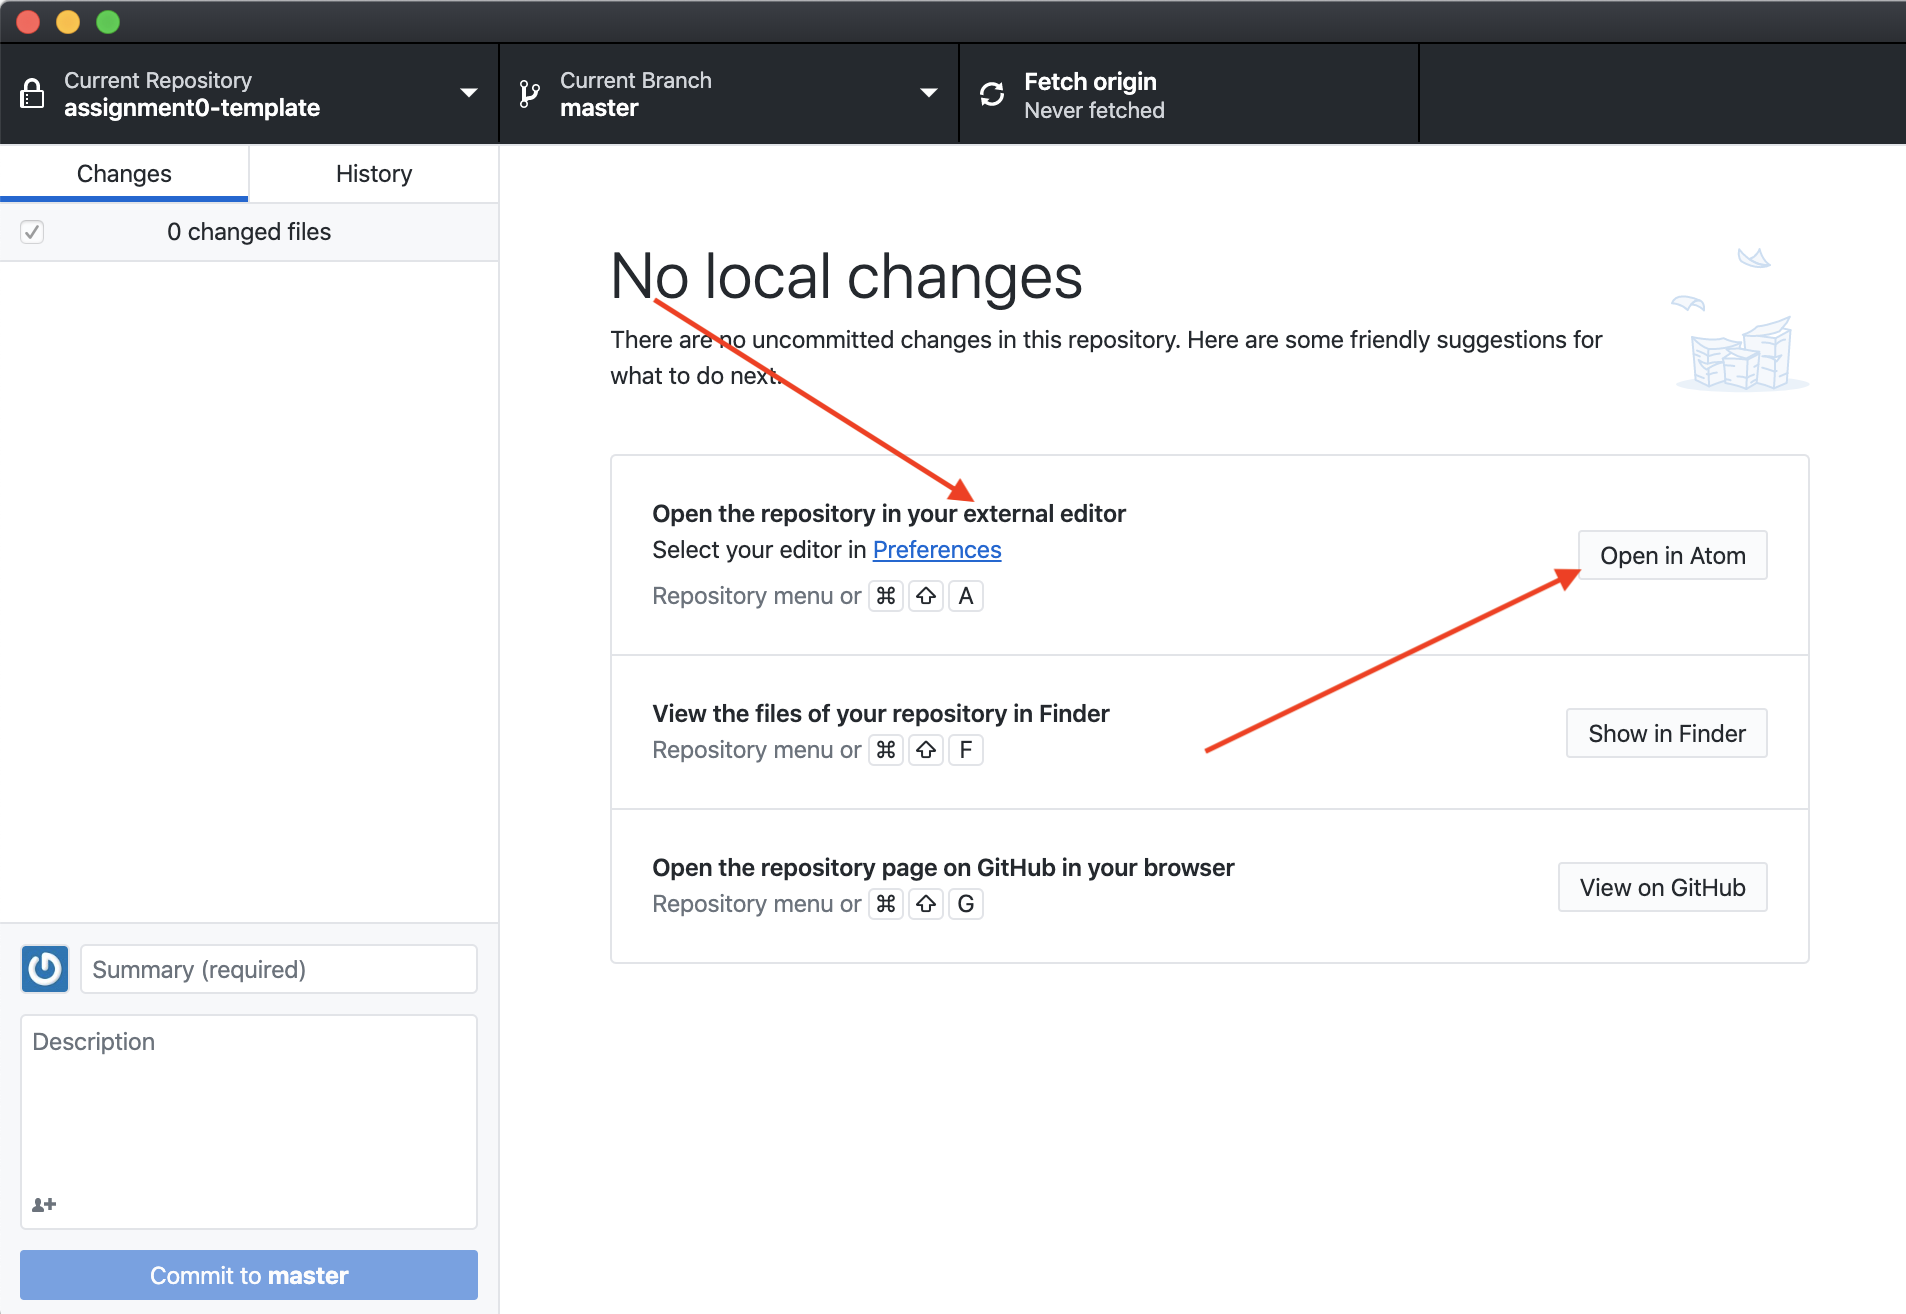 Current Repository
assignment0-template
Current Branch
master
Fetch origin
Never fetched
Changes
History
0 changed files
No local changes
There are no uncommitted changes in this repository. Here are some friendly suggestions for
what to do next.
Open the repository in your external editor
Select your editor in Preferences
Repository menu or ⌘ ⇧ A
Open in Atom
View the files of your repository in Finder
Repository menu or ⌘ ⇧ F
Show in Finder
Open the repository page on GitHub in your browser
Repository menu or ⌘ ⇧ G
View on GitHub
Summary (required)
Description
Commit to master